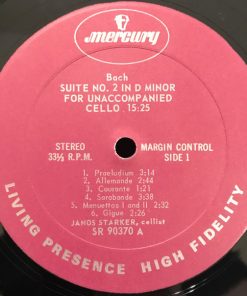 mercury
Bach
SUITE NO. 2 IN D MINOR
FOR UNACCOMPANIED
CELLO 15:25
STEREO
33⅓ R.P.M.
MARGIN CONTROL
SIDE 1
1. Praeludium 3:14
2. Allemande 2:44
3. Courante 1:21
4. Sarabande 3:38
5. Menuettos I and II 2:32
6. Gigue 2:26
JANOS STARKER, cellist
SR 90370 A
LIVING PRESENCE HIGH FIDELITY